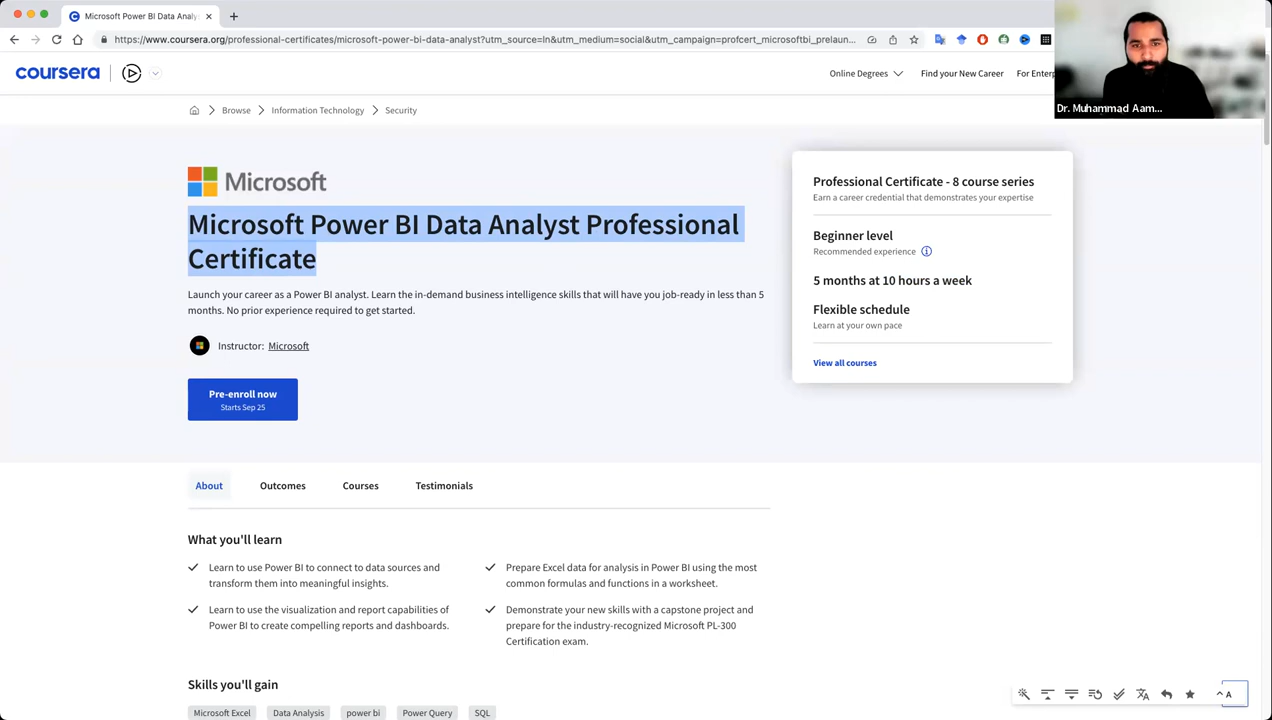 Microsoft Power BI Data Analy
https://www.coursera.org/professional-certificates/microsoft-power-bi-data-analyst?utm_source=ln&utm_medium=social&utm_campaign=profcert_microsoftbi_prelaun...
coursera
Online Degrees
Find your New Career
For Enterp
Dr. Muhammad Aam...
Browse
Information Technology
Security
Microsoft
Microsoft Power BI Data Analyst Professional
Certificate
Launch your career as a Power BI analyst. Learn the in-demand business intelligence skills that will have you job-ready in less than 5
months. No prior experience required to get started.
Instructor: Microsoft
Pre-enroll now
Starts Sep 25
Professional Certificate - 8 course series
Earn a career credential that demonstrates your expertise
Beginner level
Recommended experience
5 months at 10 hours a week
Flexible schedule
Learn at your own pace
View all courses
About
Outcomes
Courses
Testimonials
What you'll learn
Learn to use Power BI to connect to data sources and
transform them into meaningful insights.
Prepare Excel data for analysis in Power BI using the most
common formulas and functions in a worksheet.
Learn to use the visualization and report capabilities of
Power BI to create compelling reports and dashboards.
Demonstrate your new skills with a capstone project and
prepare for the industry-recognized Microsoft PL-300
Certification exam.
Skills you'll gain
Microsoft Excel
Data Analysis
power bi
Power Query
SQL
A